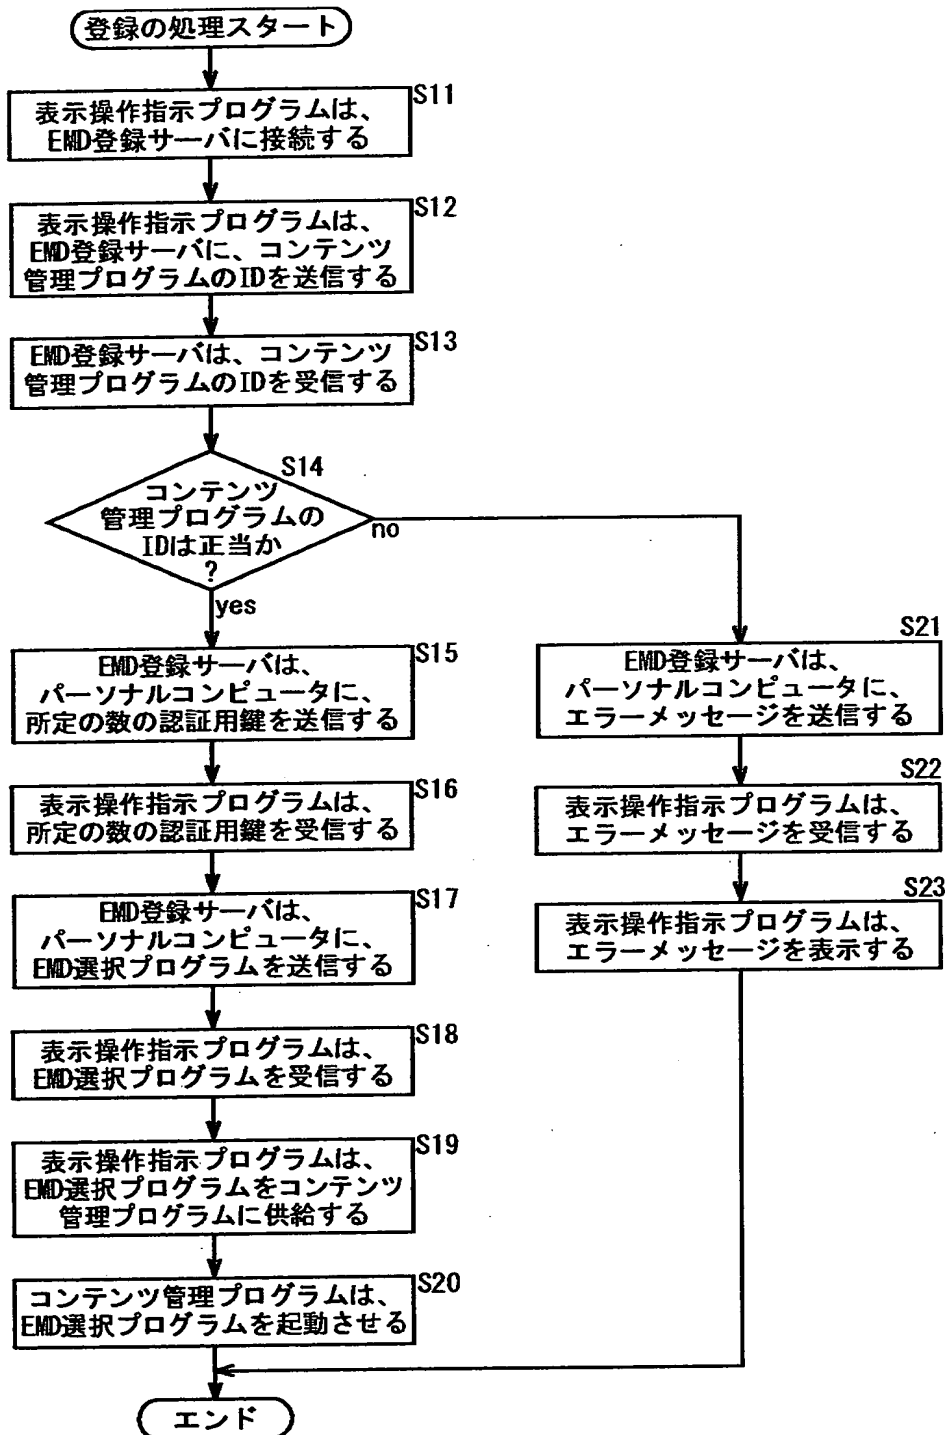 登録の処理スタート
S11
表示操作指示プログラムは、
EMD登録サーバに接続する
S12
表示操作指示プログラムは、
EMD登録サーバに、コンテンツ
管理プログラムのIDを送信する
S13
EMD登録サーバは、コンテンツ
管理プログラムのIDを受信する
S14
コンテンツ
管理プログラムの
IDは正当か
?
no
yes
S15
EMD登録サーバは、
パーソナルコンピュータに、
所定の数の認証用鍵を送信する
S16
表示操作指示プログラムは、
所定の数の認証用鍵を受信する
S17
EMD登録サーバは、
パーソナルコンピュータに、
EMD選択プログラムを送信する
S18
表示操作指示プログラムは、
EMD選択プログラムを受信する
S19
表示操作指示プログラムは、
EMD選択プログラムをコンテンツ
管理プログラムに供給する
S20
コンテンツ管理プログラムは、
EMD選択プログラムを起動させる
S21
EMD登録サーバは、
パーソナルコンピュータに、
エラーメッセージを送信する
S22
表示操作指示プログラムは、
エラーメッセージを受信する
S23
表示操作指示プログラムは、
エラーメッセージを表示する
エンド